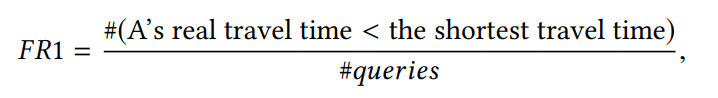 FR1 = #(A's real travel time < the shortest travel time) / #queries,